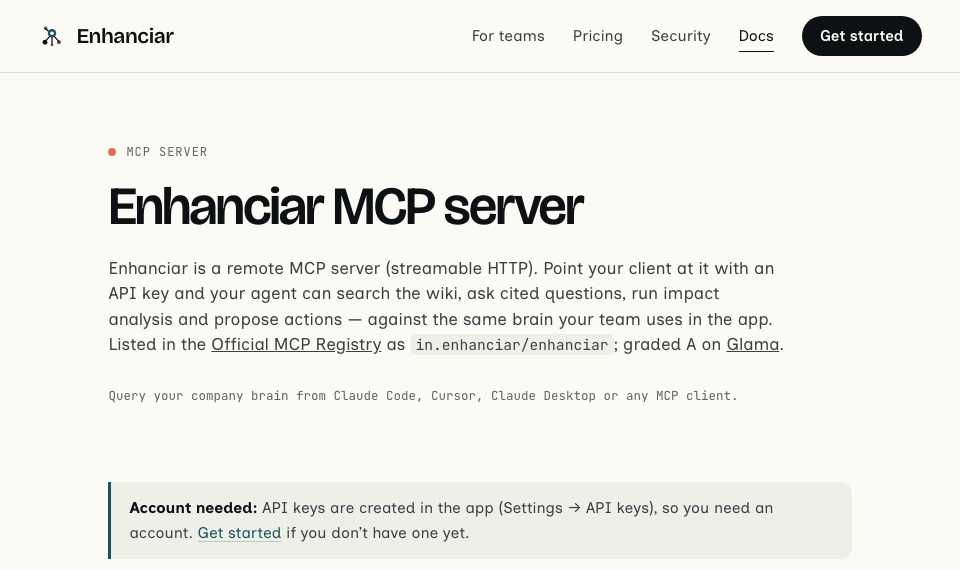 Enhanciar
For teams
Pricing
Security
Docs
Get started
MCP SERVER
Enhanciar MCP server
Enhanciar is a remote MCP server (streamable HTTP). Point your client at it with an
API key and your agent can search the wiki, ask cited questions, run impact
analysis and propose actions — against the same brain your team uses in the app.
Listed in the Official MCP Registry as in.enhanciar/enhanciar; graded A on Glama.
Query your company brain from Claude Code, Cursor, Claude Desktop or any MCP client.
Account needed: API keys are created in the app (Settings → API keys), so you need an
account. Get started if you don’t have one yet.